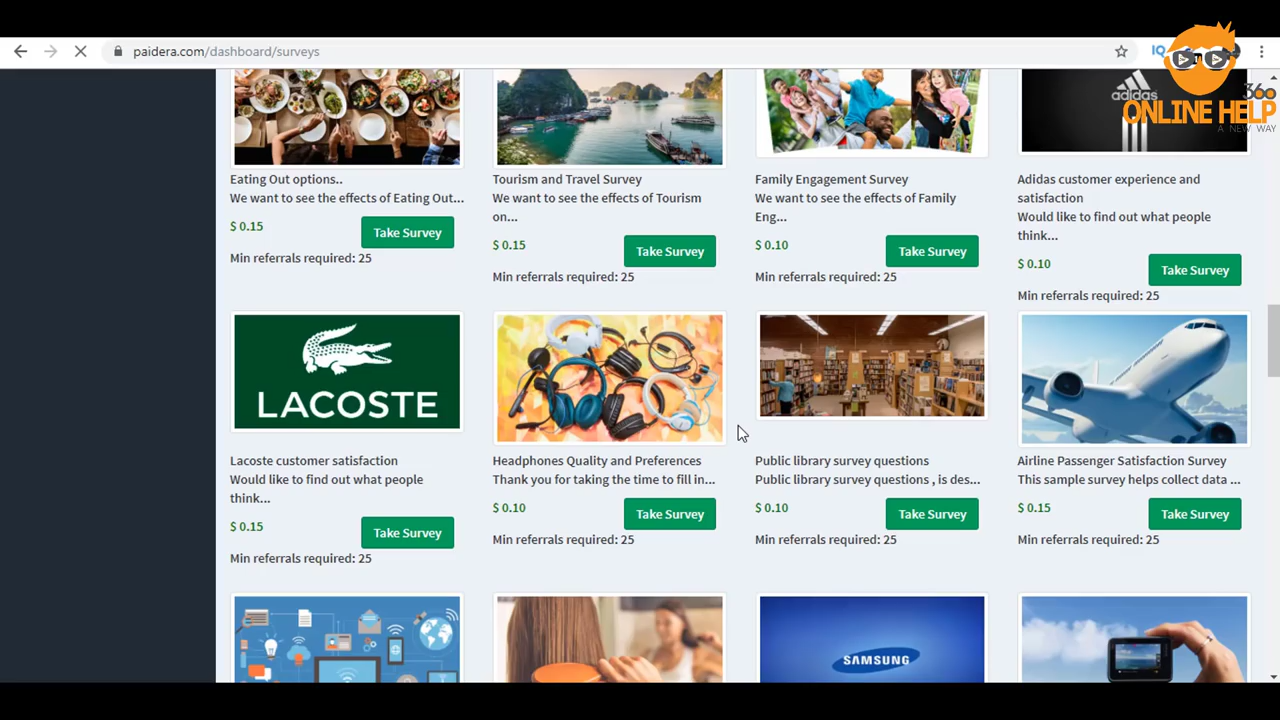 paidera.com/dashboard/surveys
IQ
360
ONLINE HELP
A NEW WAY
adidas
Eating Out options..
We want to see the effects of Eating Out...
$ 0.15
Take Survey
Min referrals required: 25
Tourism and Travel Survey
We want to see the effects of Tourism
on...
$ 0.15
Take Survey
Min referrals required: 25
Family Engagement Survey
We want to see the effects of Family
Eng...
$ 0.10
Take Survey
Min referrals required: 25
Adidas customer experience and
satisfaction
Would like to find out what people
think...
$ 0.10
Take Survey
Min referrals required: 25
LACOSTE
Lacoste customer satisfaction
Would like to find out what people
think...
$ 0.15
Take Survey
Min referrals required: 25
Headphones Quality and Preferences
Thank you for taking the time to fill in...
$ 0.10
Take Survey
Min referrals required: 25
Public library survey questions
Public library survey questions , is des...
$ 0.10
Take Survey
Min referrals required: 25
Airline Passenger Satisfaction Survey
This sample survey helps collect data ...
$ 0.15
Take Survey
Min referrals required: 25
SAMSUNG